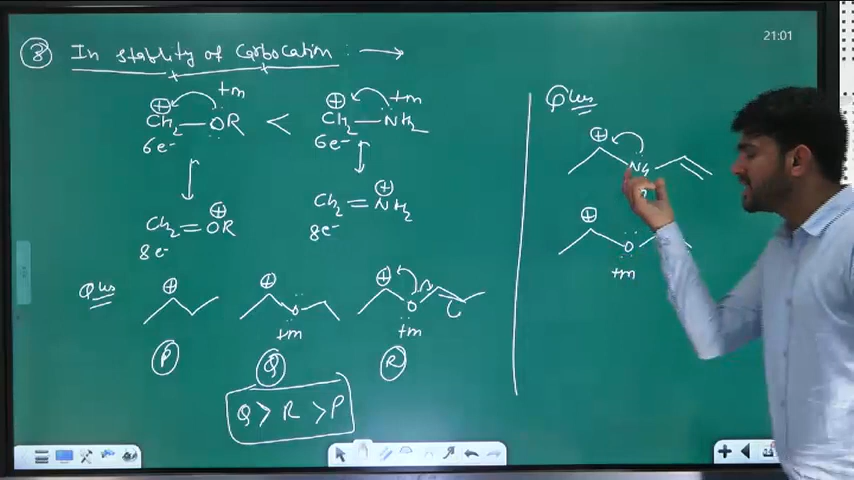 21:01
③ In stability of Carbocation : ⟶
⊕ +m ⊕ +m
CH₂—OR < CH₂—NH₂
6e⁻ 6e⁻
⊕ ⊕
CH₂=OR CH₂=NH₂
8e⁻ 8e⁻
Qus ⊕ ⊕ O ⊕ O
+m +m
P Q R
Q > R > P
Qus
⊕
⊕ O
+m